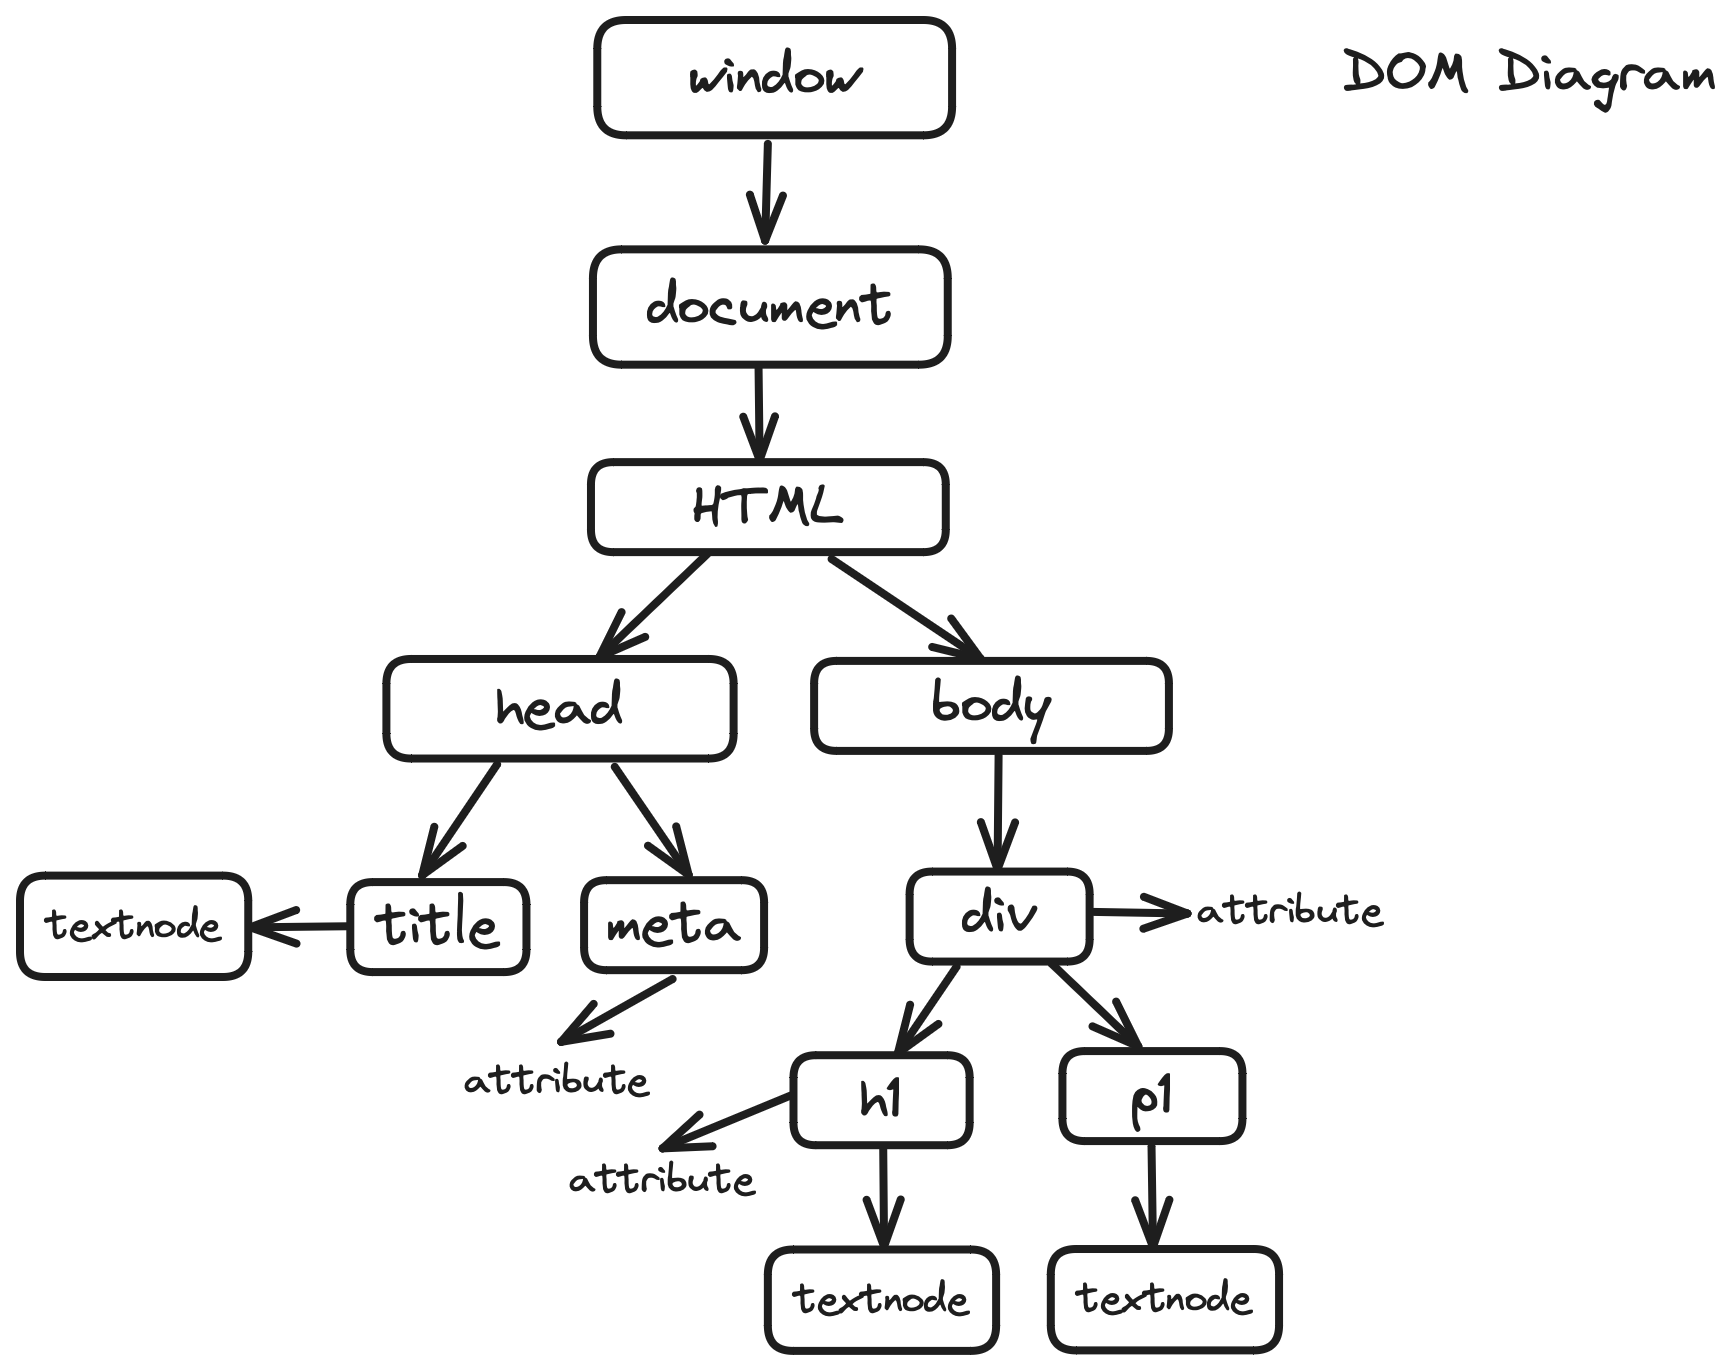 window
DOM Diagram
document
HTML
head
body
textnode
title
meta
div
attribute
attribute
h1
p1
attribute
textnode
textnode